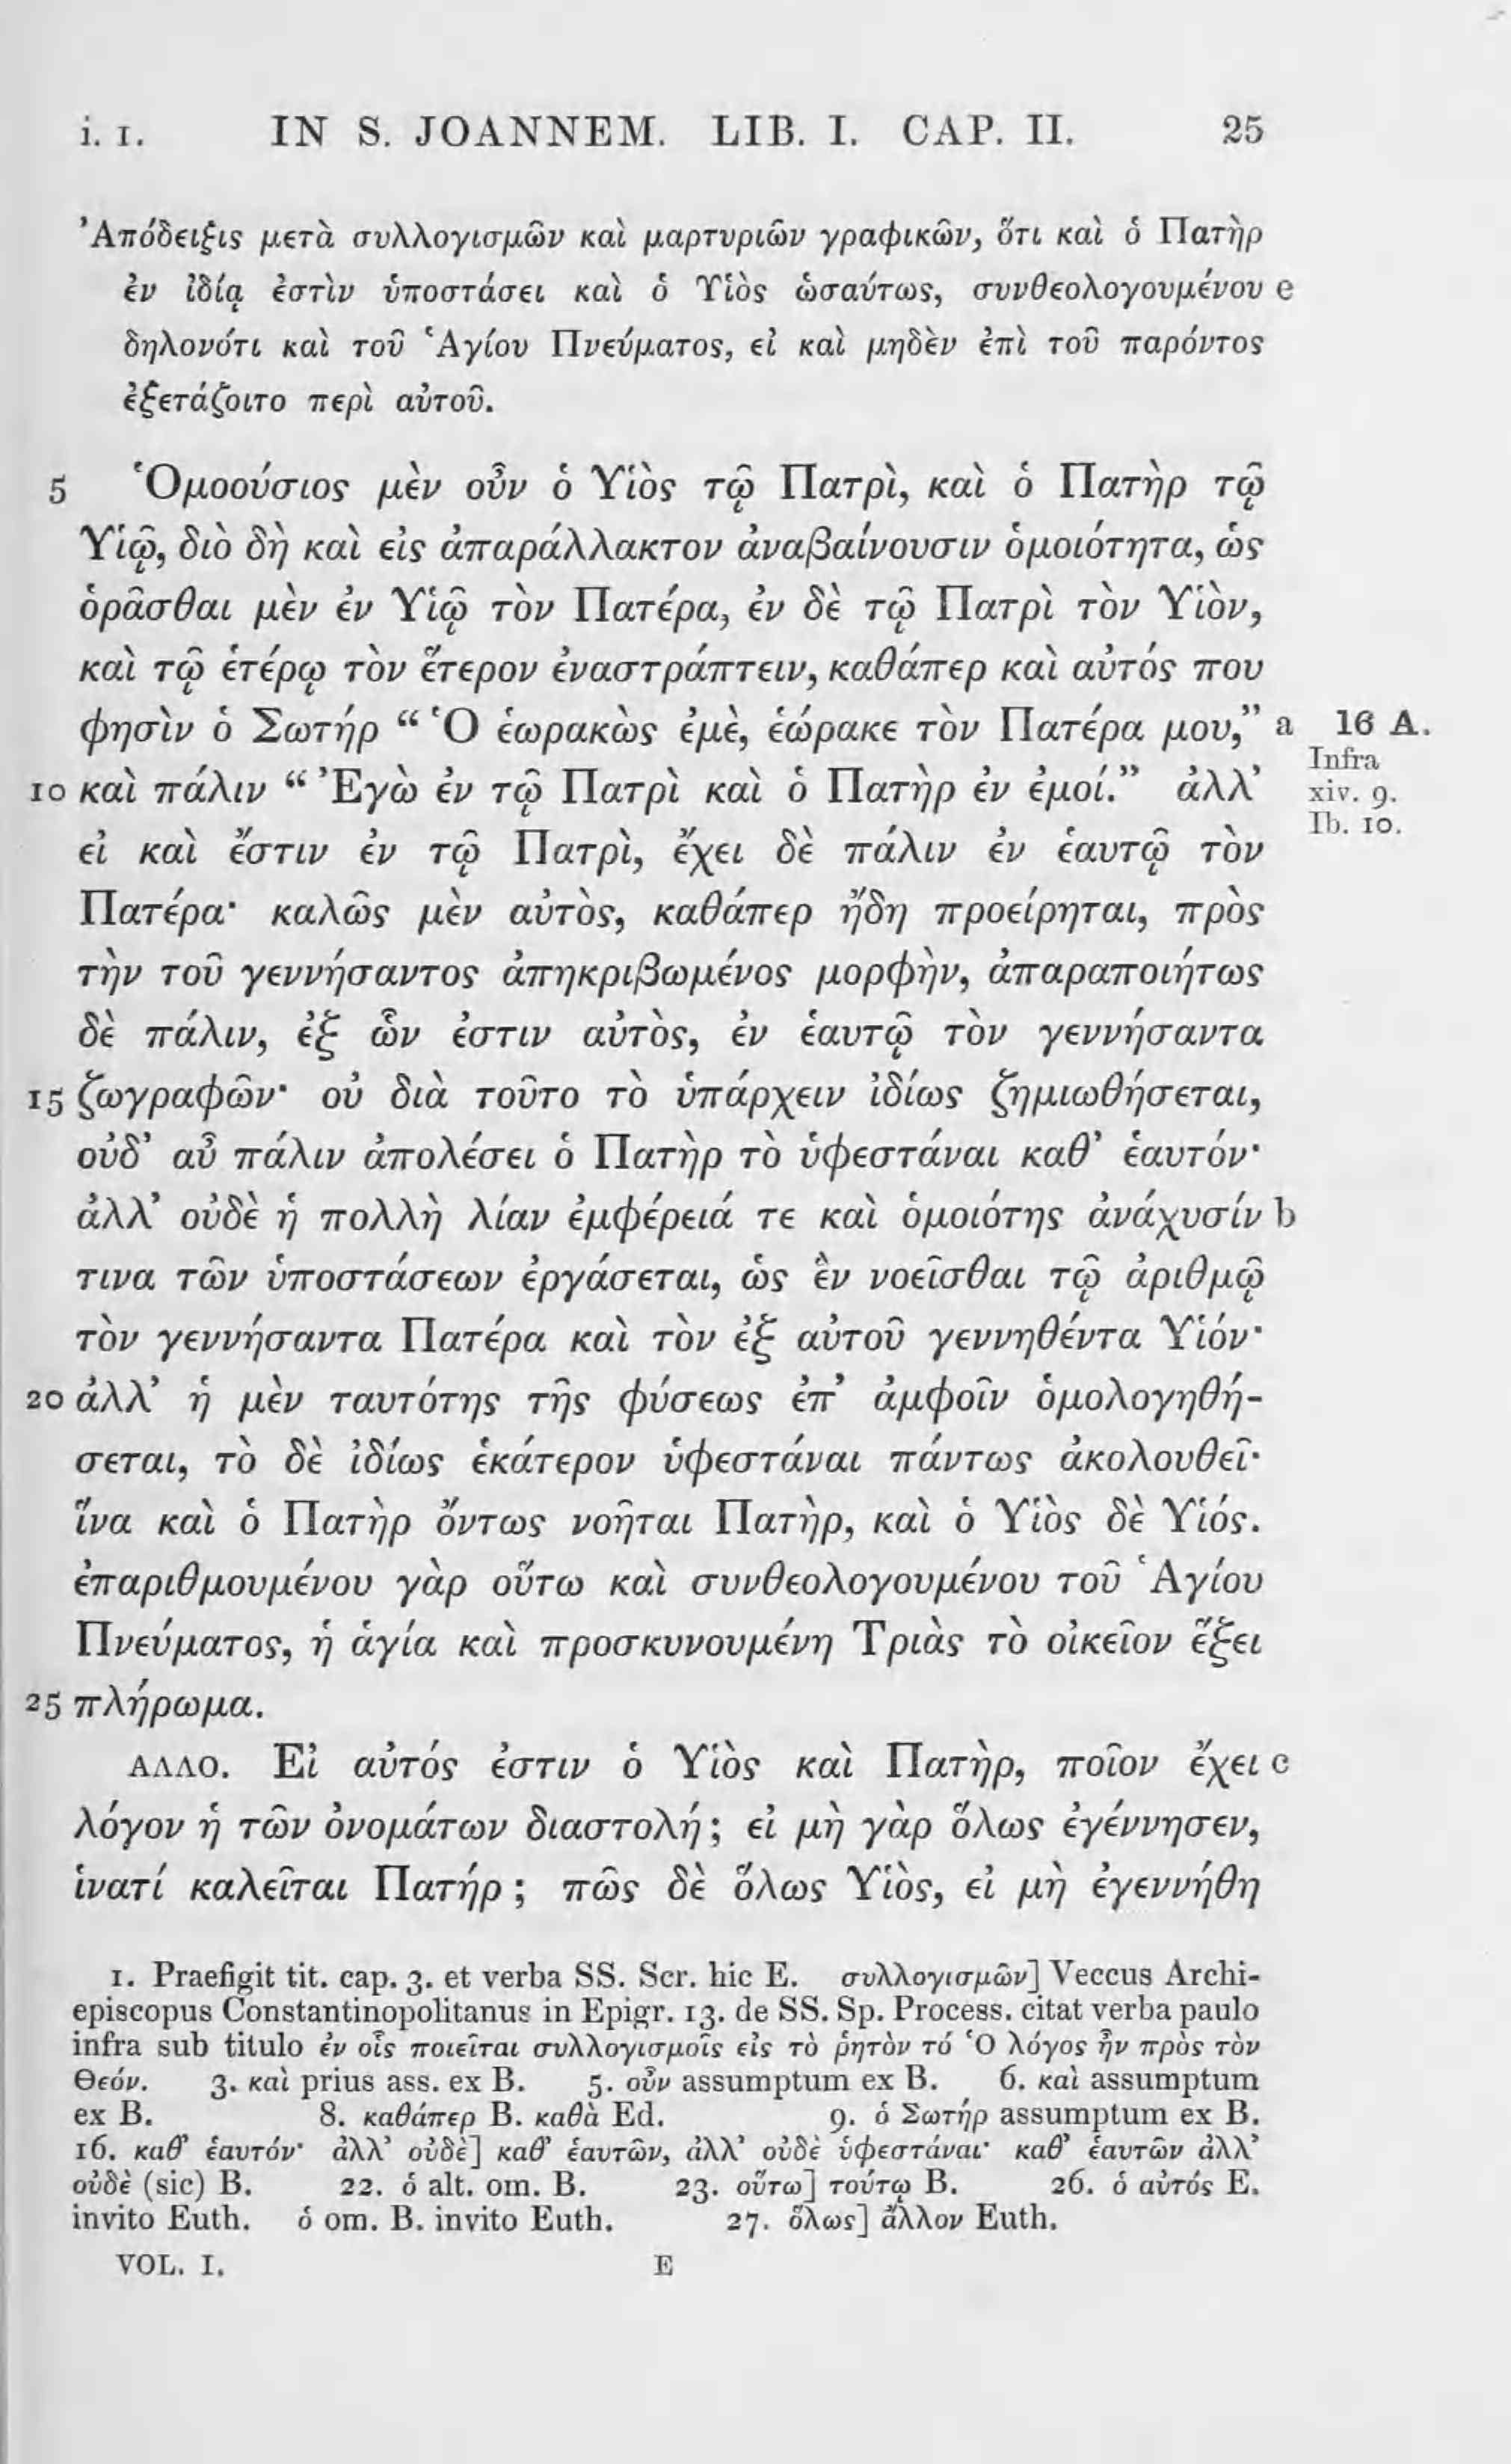 i. 1. IN S. JOANNEM. LIB. I. CAP. II. 25
Ἀπόδειξις μετὰ συλλογισμῶν καὶ μαρτυριῶν γραφικῶν, ὅτι καὶ ὁ Πατὴρ
ἐν ἰδίᾳ ἐστὶν ὑποστάσει καὶ ὁ Υἱὸς ὡσαύτως, συνθεολογουμένου e
δηλονότι καὶ τοῦ Ἁγίου Πνεύματος, εἰ καὶ μηδὲν ἐπὶ τοῦ παρόντος
ἐξετάζοιτο περὶ αὐτοῦ.
5 Ὁμοούσιος μὲν οὖν ὁ Υἱὸς τῷ Πατρὶ, καὶ ὁ Πατὴρ τῷ
Υἱῷ, διὸ δὴ καὶ εἰς ἀπαράλλακτον ἀναβαίνουσιν ὁμοιότητα, ὡς
ὁρᾶσθαι μὲν ἐν Υἱῷ τὸν Πατέρα, ἐν δὲ τῷ Πατρὶ τὸν Υἱὸν,
καὶ τῷ ἑτέρῳ τὸν ἕτερον ἐναστράπτειν, καθάπερ καὶ αὐτός που
φησὶν ὁ Σωτήρ “ Ὁ ἑωρακὼς ἐμὲ, ἑώρακε τὸν Πατέρα μου,” a 16 A.
Infra
10 καὶ πάλιν “ Ἐγὼ ἐν τῷ Πατρὶ καὶ ὁ Πατὴρ ἐν ἐμοί.” ἀλλ’ xiv. 9.
Ib. 10.
εἰ καὶ ἔστιν ἐν τῷ Πατρὶ, ἔχει δὲ πάλιν ἐν ἑαυτῷ τὸν
Πατέρα· καλῶς μὲν αὐτὸς, καθάπερ ἤδη προείρηται, πρὸς
τὴν τοῦ γεννήσαντος ἀπηκριβωμένος μορφὴν, ἀπαραποιήτως
δὲ πάλιν, ἐξ ὧν ἐστιν αὐτὸς, ἐν ἑαυτῷ τὸν γεννήσαντα
15 ζωγραφῶν· οὐ διὰ τοῦτο τὸ ὑπάρχειν ἰδίως ζημιωθήσεται,
οὐδ’ αὖ πάλιν ἀπολέσει ὁ Πατὴρ τὸ ὑφεστάναι καθ’ ἑαυτόν·
ἀλλ’ οὐδὲ ἡ πολλὴ λίαν ἐμφέρειά τε καὶ ὁμοιότης ἀνάχυσίν b
τινα τῶν ὑποστάσεων ἐργάσεται, ὡς ἓν νοεῖσθαι τῷ ἀριθμῷ
τὸν γεννήσαντα Πατέρα καὶ τὸν ἐξ αὐτοῦ γεννηθέντα Υἱόν·
20 ἀλλ’ ἡ μὲν ταυτότης τῆς φύσεως ἐπ’ ἀμφοῖν ὁμολογηθή-
σεται, τὸ δὲ ἰδίως ἑκάτερον ὑφεστάναι πάντως ἀκολουθεῖ·
ἵνα καὶ ὁ Πατὴρ ὄντως νοῆται Πατὴρ, καὶ ὁ Υἱὸς δὲ Υἱός.
ἐπαριθμουμένου γὰρ οὕτω καὶ συνθεολογουμένου τοῦ Ἁγίου
Πνεύματος, ἡ ἁγία καὶ προσκυνουμένη Τριὰς τὸ οἰκεῖον ἕξει
25 πλήρωμα.
ΑΛΛΟ. Εἰ αὐτός ἐστιν ὁ Υἱὸς καὶ Πατὴρ, ποῖον ἔχει c
λόγον ἡ τῶν ὀνομάτων διαστολή ; εἰ μὴ γὰρ ὅλως ἐγέννησεν,
ἱνατί καλεῖται Πατήρ ; πῶς δὲ ὅλως Υἱὸς, εἰ μὴ ἐγεννήθη
1. Praefigit tit. cap. 3. et verba SS. Scr. hic E. συλλογισμῶν] Veccus Archi-
episcopus Constantinopolitanus in Epigr. 13. de SS. Sp. Process. citat verba paulo
infra sub titulo ἐν οἷς ποιεῖται συλλογισμοῖς εἰς τὸ ῥητὸν τό Ὁ λόγος ἦν πρὸς τὸν
Θεόν. 3. καὶ prius ass. ex B. 5. οὖν assumptum ex B. 6. καὶ assumptum
ex B. 8. καθάπερ B. καθὰ Ed. 9. ὁ Σωτήρ assumptum ex B.
16. καθ’ ἑαυτόν· ἀλλ’ οὐδὲ] καθ’ ἑαυτῶν, ἀλλ’ οὐδὲ ὑφεστάναι· καθ’ ἑαυτῶν ἀλλ’
οὐδὲ (sic) B. 22. ὁ alt. om. B. 23. οὕτω] τούτῳ B. 26. ὁ αὐτός E.
invito Euth. ὁ om. B. invito Euth. 27. ὅλως] ἄλλον Euth.
VOL. I. E